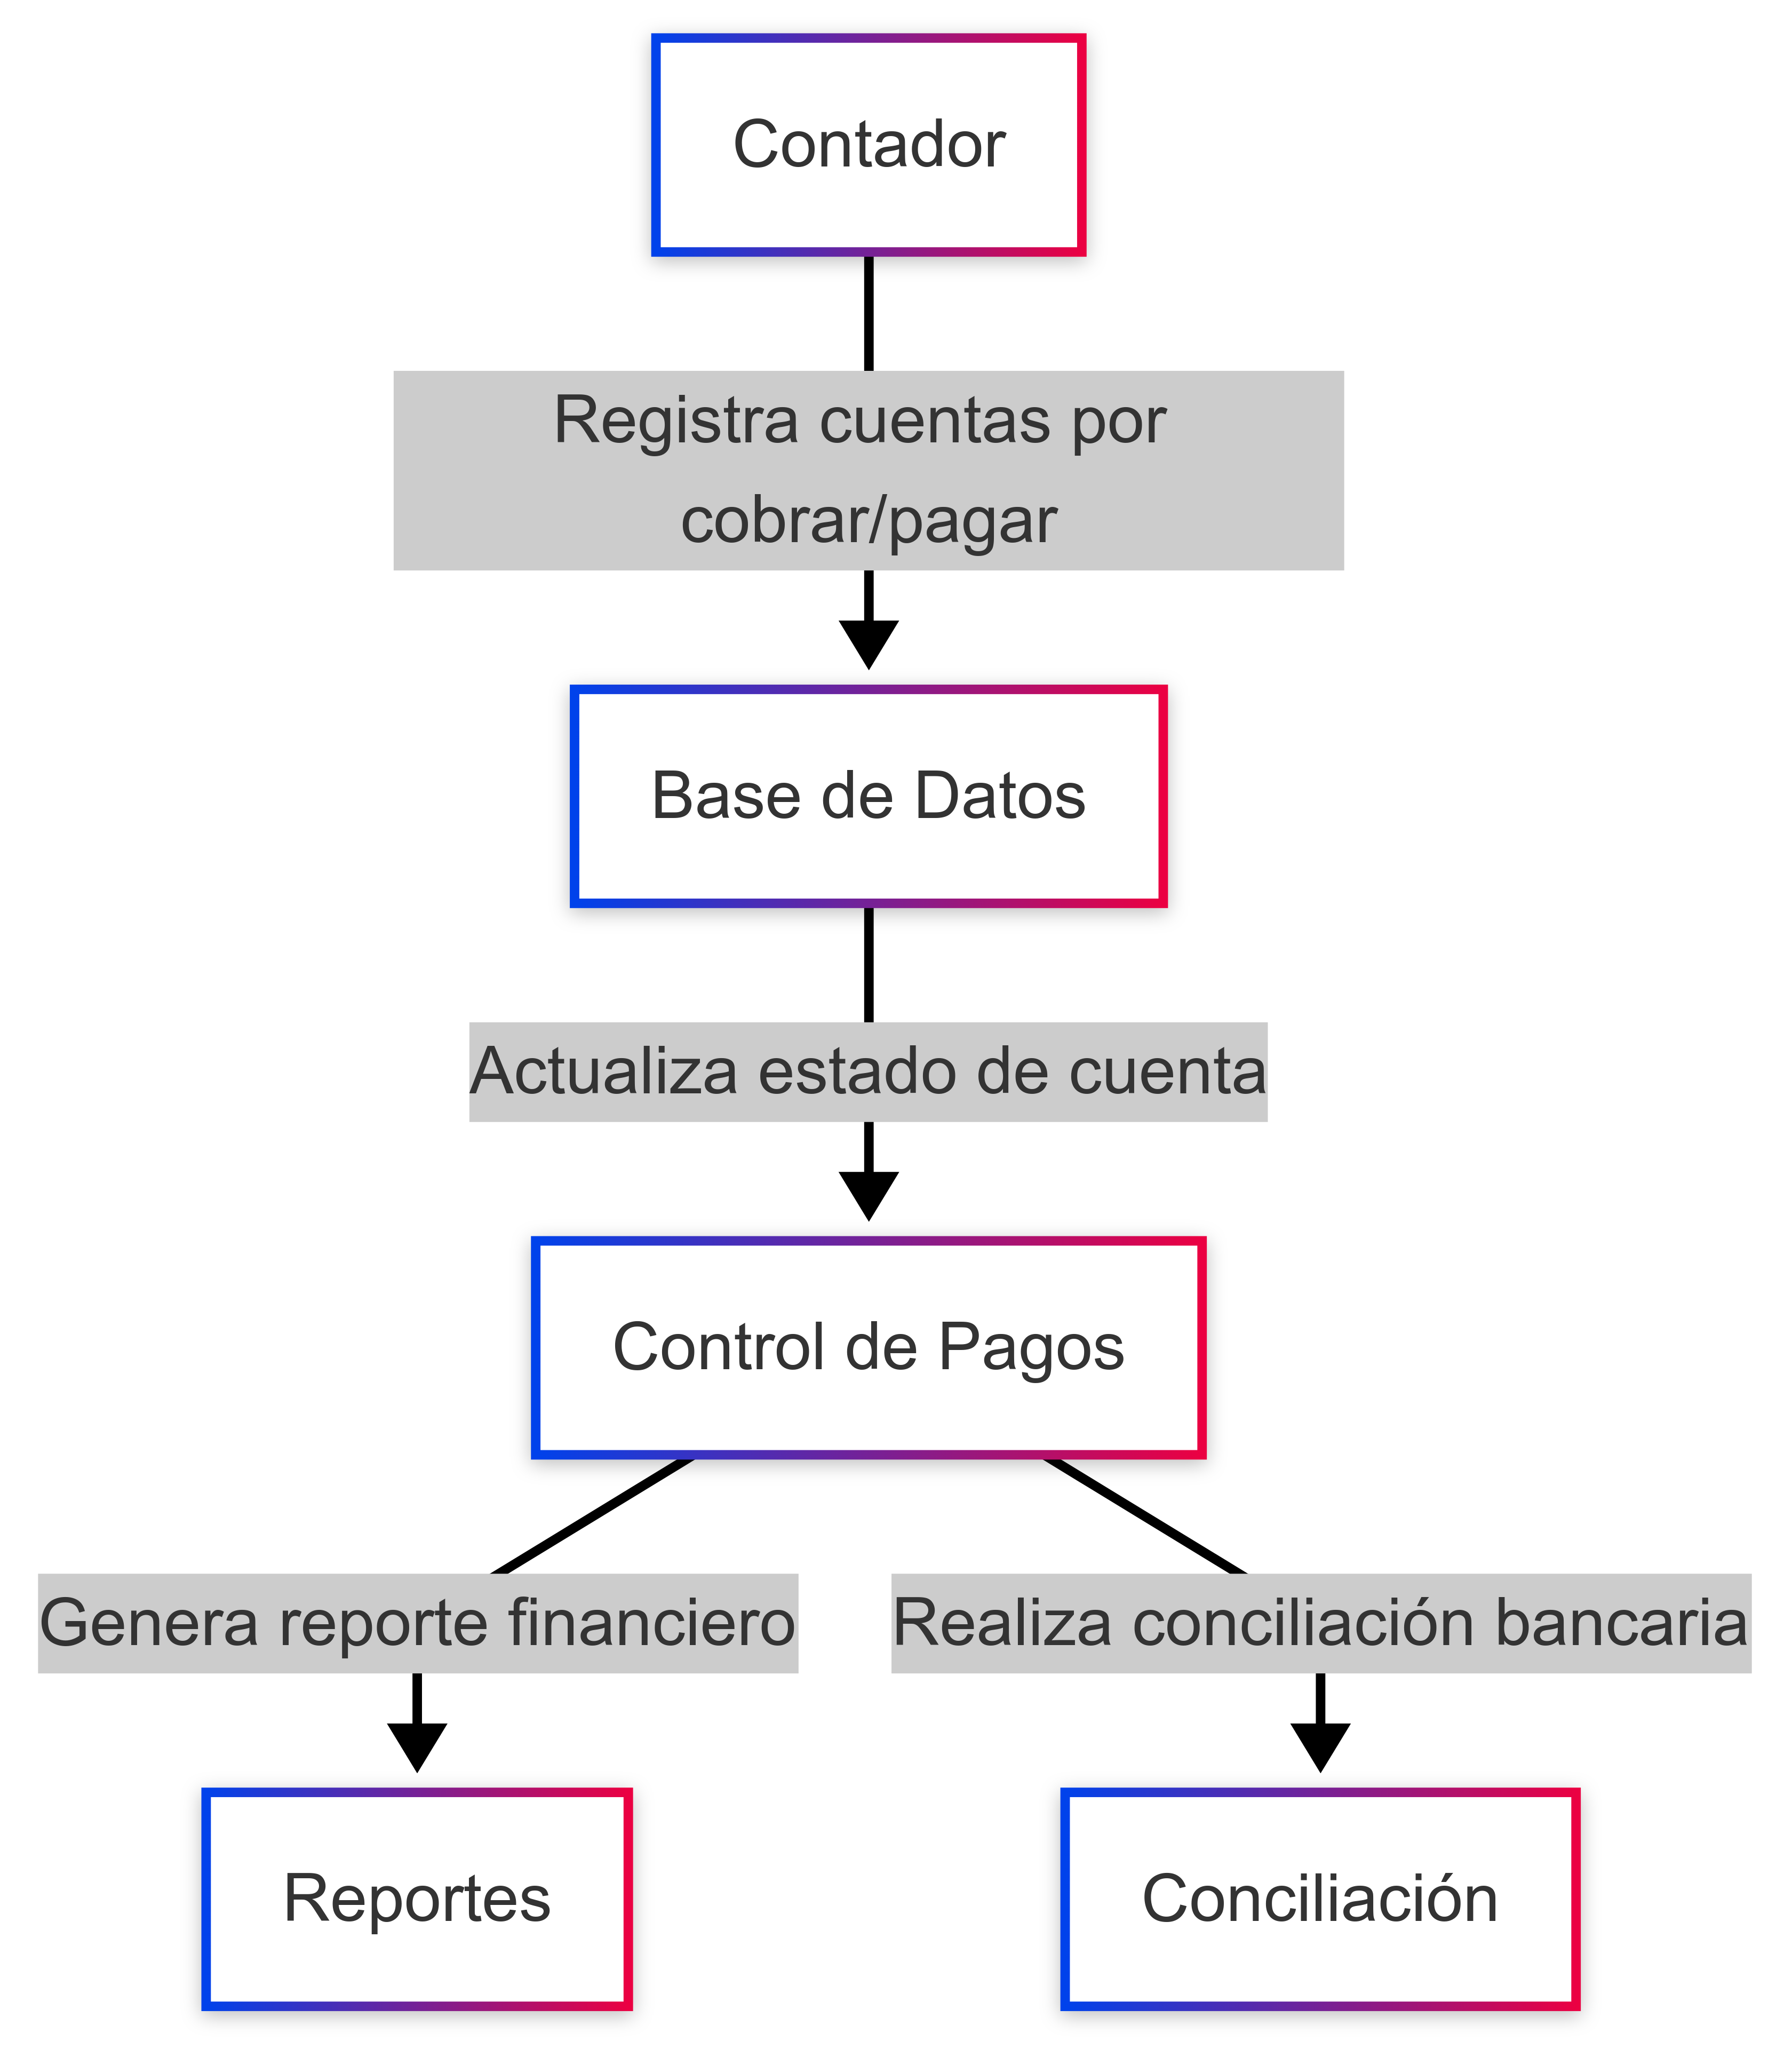 Contador
Registra cuentas por
cobrar/pagar
Base de Datos
Actualiza estado de cuenta
Control de Pagos
Genera reporte financiero
Realiza conciliación bancaria
Reportes
Conciliación